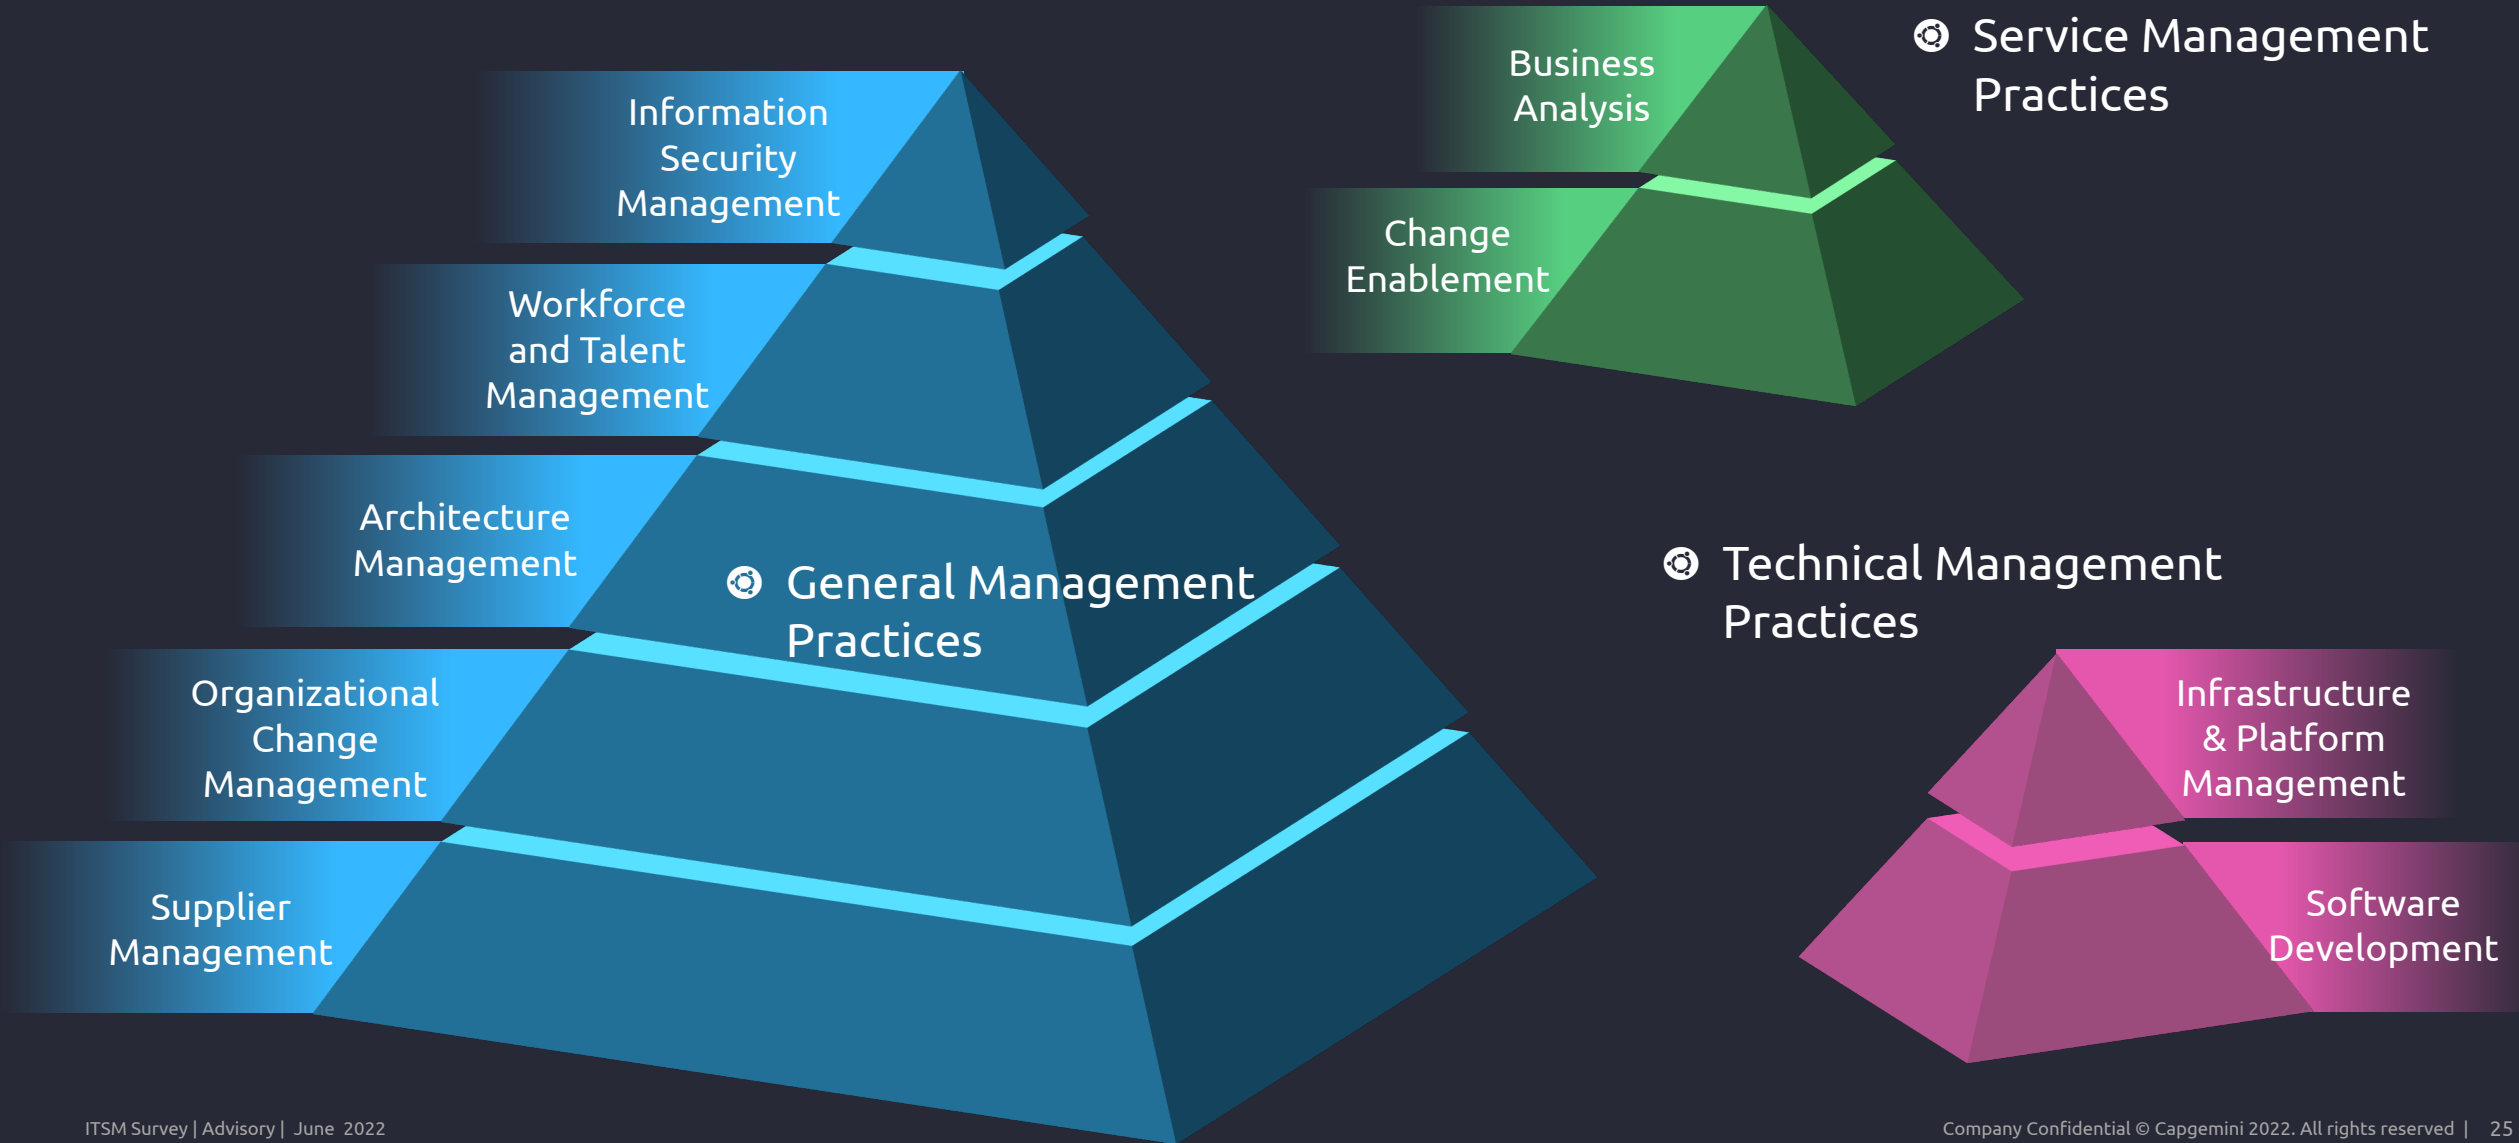 Information
Security
Management
Workforce
and Talent
Management
Architecture
Management
Organizational
Change
Management
Supplier
Management
General Management
Practices
Business
Analysis
Change
Enablement
Service Management
Practices
Technical Management
Practices
Infrastructure
& Platform
Management
Software
Development
ITSM Survey | Advisory | June 2022
Company Confidential © Capgemini 2022. All rights reserved | 25